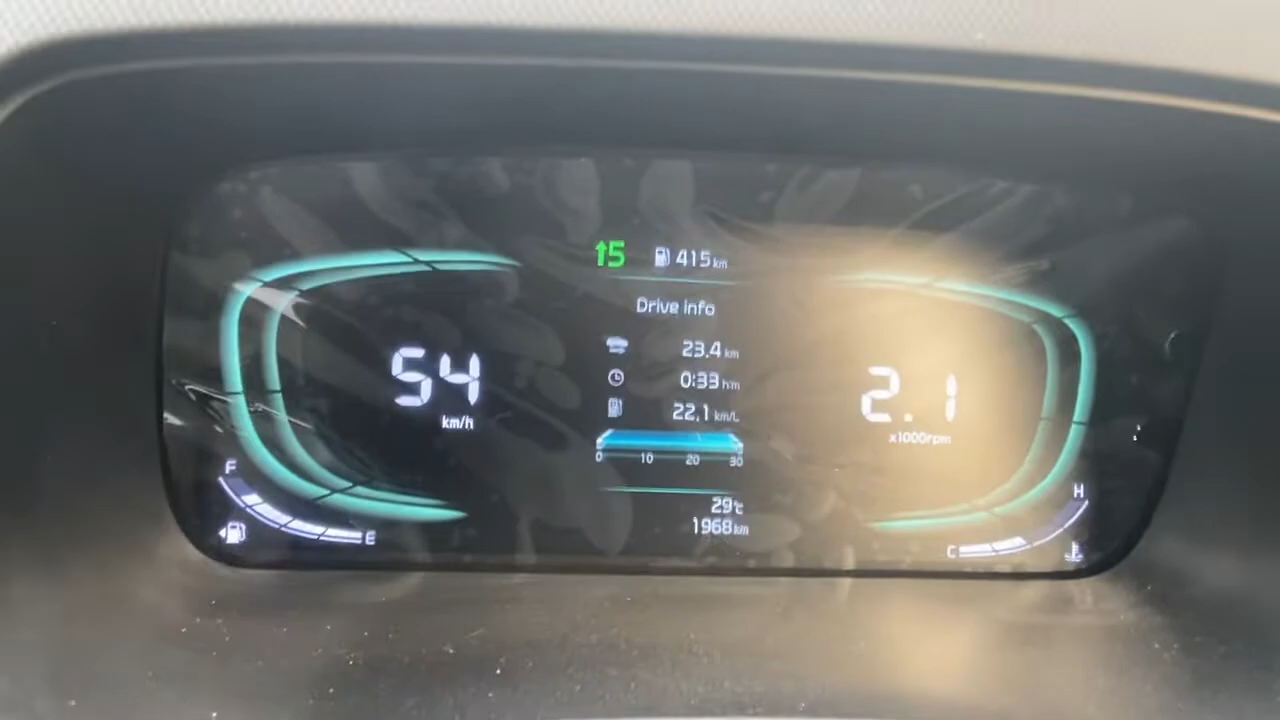 ↑5 415 km
Drive info
23.4 km
0:33 h:m
22.1 km/L
0 10 20 30
54
km/h
2.1
x1000rpm
F
E
29°C
1968 km
H
C